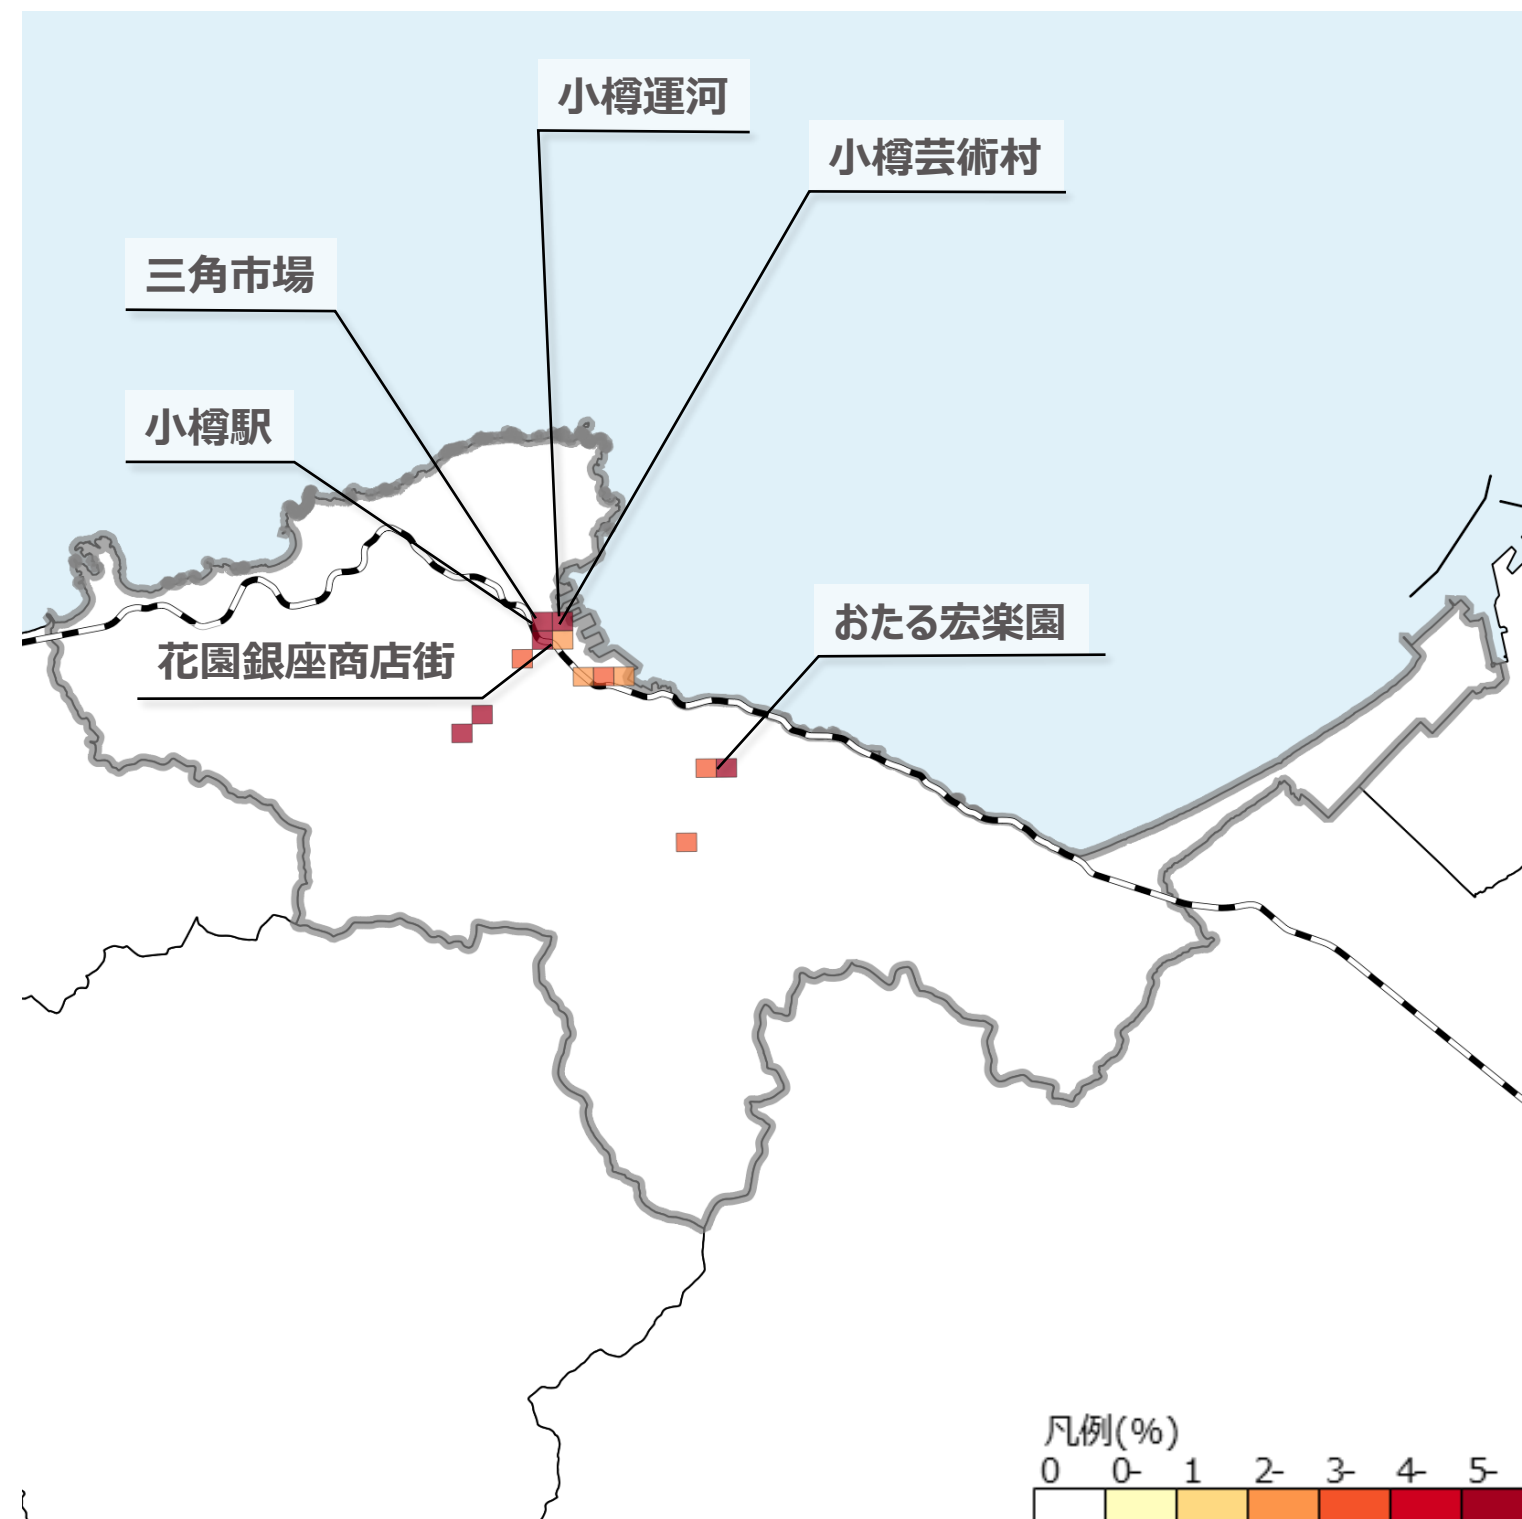 小樽運河
小樽芸術村
三角市場
小樽駅
おたる宏楽園
花園銀座商店街
凡例(%)
0 0- 1 2- 3- 4- 5-